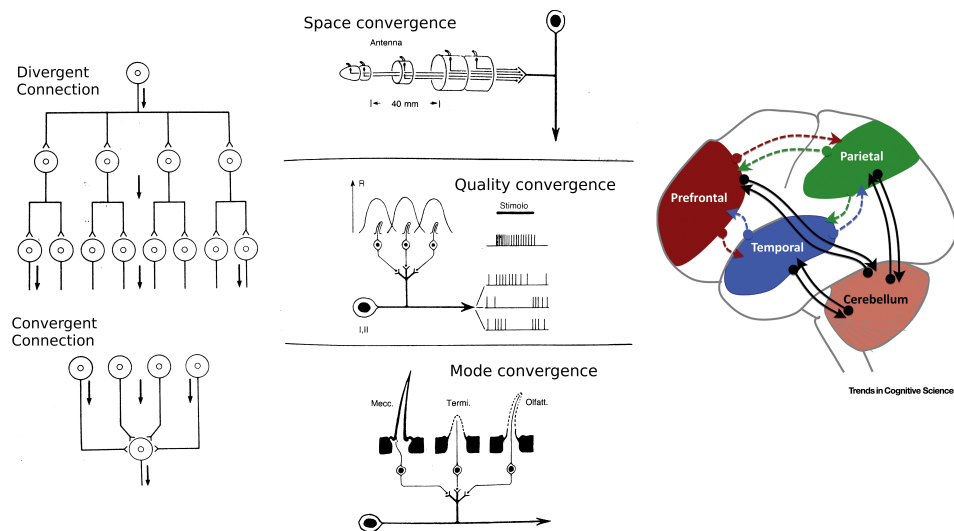 Divergent
Connection
Convergent
Connection
Space convergence
Antenna
40 mm
Quality convergence
R
Stimolo
I,II
Mode convergence
Mecc.
Termi.
Olfatt.
Prefrontal
Parietal
Temporal
Cerebellum
Trends in Cognitive Science